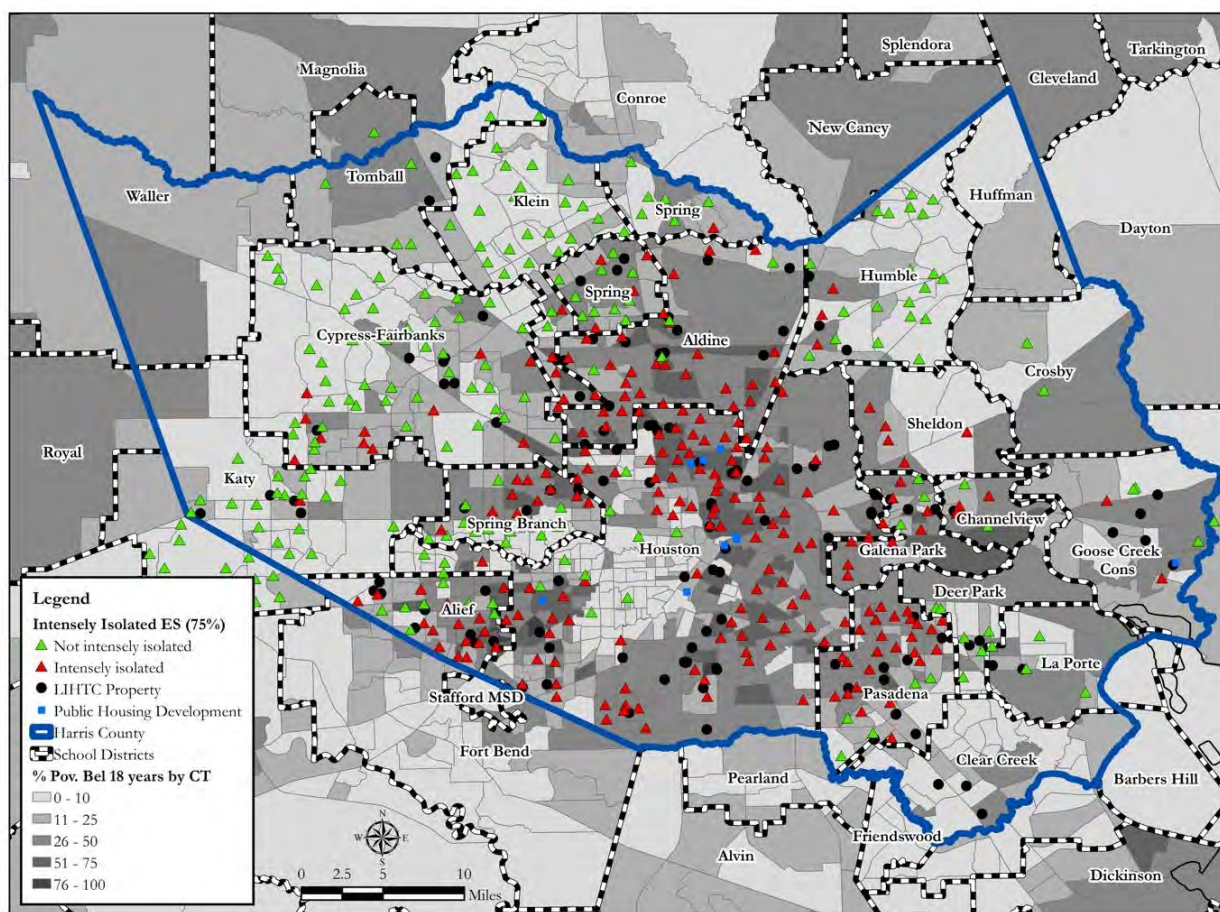 Splendora
Tarkington
Magnolia
Cleveland
Conroe
New Caney
Tomball
Waller
Huffman
Klein
Spring
Dayton
Humble
Spring
Cypress-Fairbanks
Aldine
Crosby
Sheldon
Royal
Katy
Spring Branch
Channelview
Houston
Galena Park
Goose Creek
Cons
Deer Park
Alief
La Porte
Stafford MSD
Pasadena
Fort Bend
Clear Creek
Pearland
Barbers Hill
Friendswood
Alvin
Dickinson
Legend
Intensely Isolated ES (75%)
Not intensely isolated
Intensely isolated
LIHTC Property
Public Housing Development
Harris County
School Districts
% Pov. Bel 18 years by CT
0 - 10
11 - 25
26 - 50
51 - 75
76 - 100
N
W E
S
0 2.5 5 10
Miles